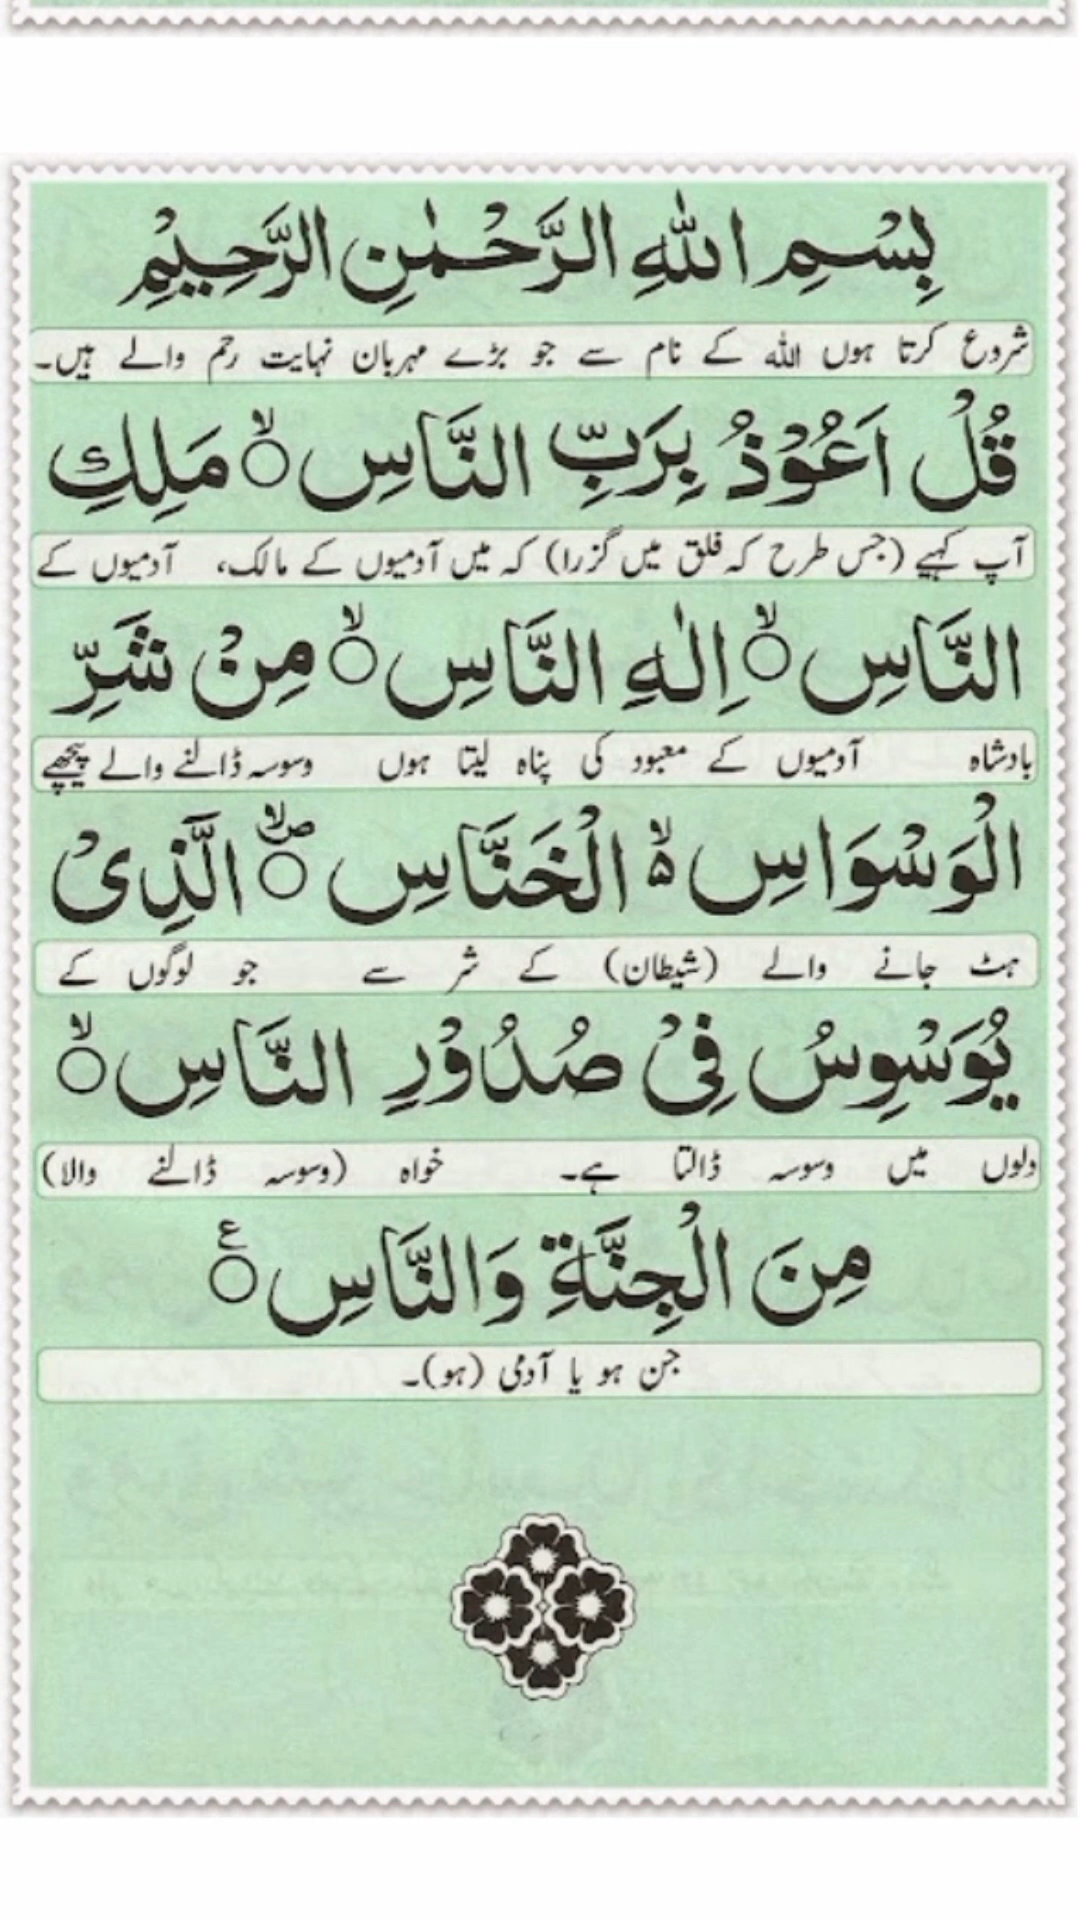 بِسْمِ اللّٰهِ الرَّحْمٰنِ الرَّحِيْمِ
شروع کرتا ہوں اللہ کے نام سے جو بڑے مہربان نہایت رحم والے ہیں۔
قُلْ اَعُوْذُ بِرَبِّ النَّاسِ ۙ مَلِكِ
آپ کہیے (جس طرح کہ فلق میں گزرا) کہ میں آدمیوں کے مالک، آدمیوں کے
النَّاسِ ۙ اِلٰهِ النَّاسِ ۙ مِنْ شَرِّ
بادشاہ آدمیوں کے معبود کی پناہ لیتا ہوں وسوسہ ڈالنے والے پیچھے
الْوَسْوَاسِ ۙ۬ الْخَنَّاسِ ۪ۙ الَّذِیْ
ہٹ جانے والے (شیطان) کے شر سے جو لوگوں کے
یُوَسْوِسُ فِیْ صُدُوْرِ النَّاسِ ۙ
دلوں میں وسوسہ ڈالتا ہے۔ خواہ (وسوسہ ڈالنے والا)
مِنَ الْجِنَّةِ وَالنَّاسِ ع
جن ہو یا آدمی (ہو)۔